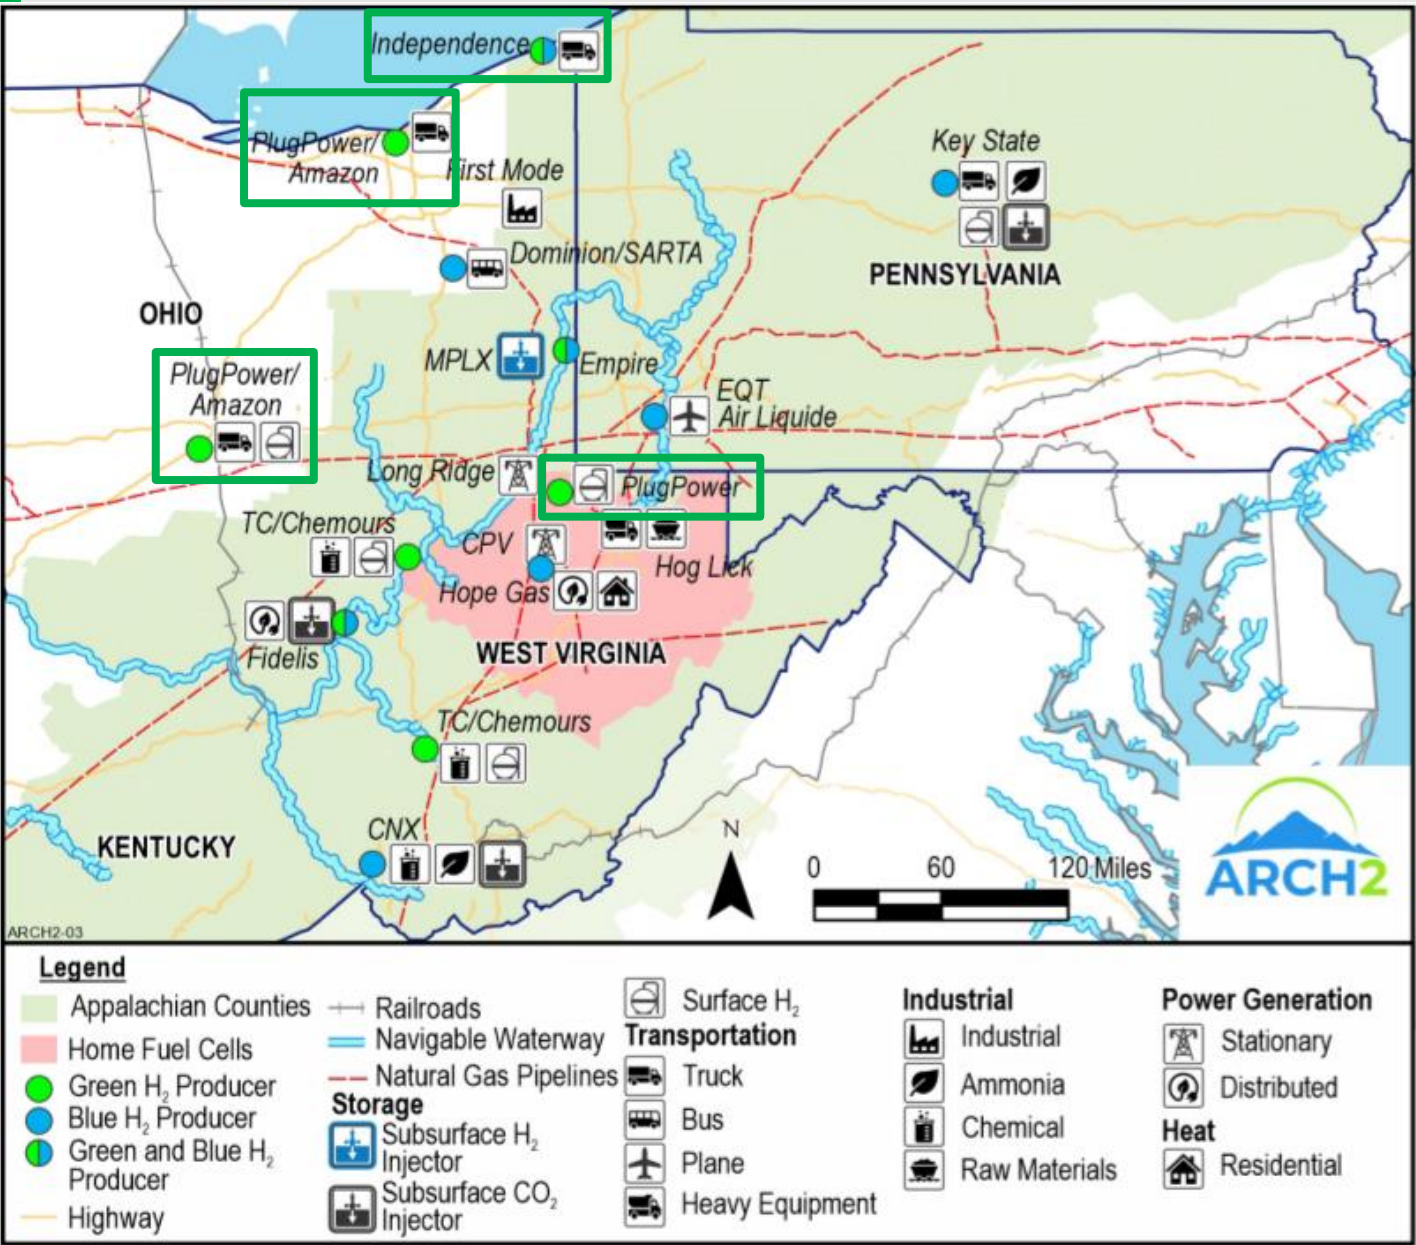 Independence
PlugPower/
Amazon
First Mode
Key State
Dominion/SARTA
PENNSYLVANIA
OHIO
MPLX
Empire
PlugPower/
Amazon
EQT
Air Liquide
Long Ridge
PlugPower
TC/Chemours
CPV
Hog Lick
Hope Gas
Fidelis
WEST VIRGINIA
TC/Chemours
CNX
KENTUCKY
N
0 60 120 Miles
ARCH2
ARCH2-03
Legend
Appalachian Counties
Home Fuel Cells
Green H₂ Producer
Blue H₂ Producer
Green and Blue H₂
Producer
Highway
Railroads
Navigable Waterway
Natural Gas Pipelines
Storage
Subsurface H₂
Injector
Subsurface CO₂
Injector
Surface H₂
Transportation
Truck
Bus
Plane
Heavy Equipment
Industrial
Industrial
Ammonia
Chemical
Raw Materials
Power Generation
Stationary
Distributed
Heat
Residential